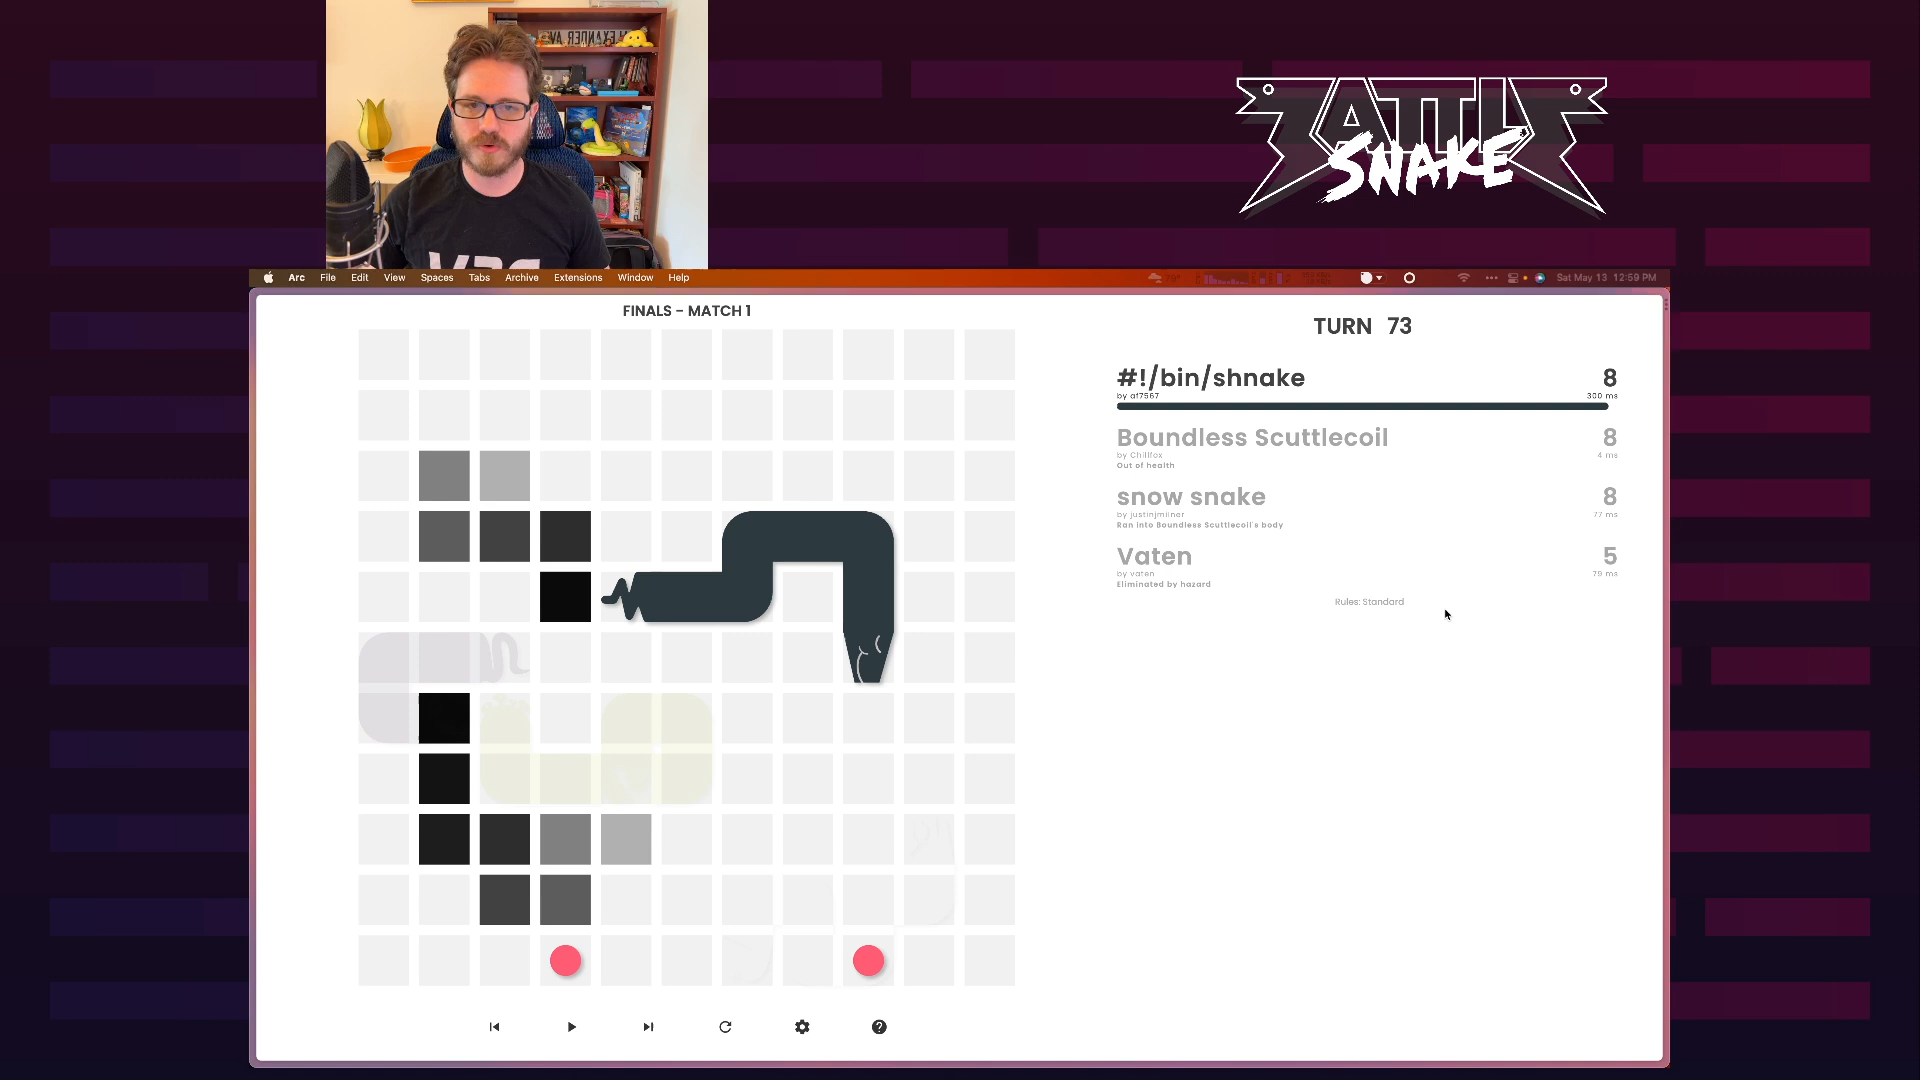 BATTLE
SNAKE
Arc File Edit View Spaces Tabs Archive Extensions Window Help
Sat May 13 12:59 PM
FINALS - MATCH 1
TURN 73
#!/bin/shnake 8
by af7567 300 ms
Boundless Scuttlecoil 8
by Chillfox 4 ms
Out of health
snow snake 8
by justinjmilner 77 ms
Ran into Boundless Scuttlecoil's body
Vaten 5
by vaten 79 ms
Eliminated by hazard
Rules: Standard